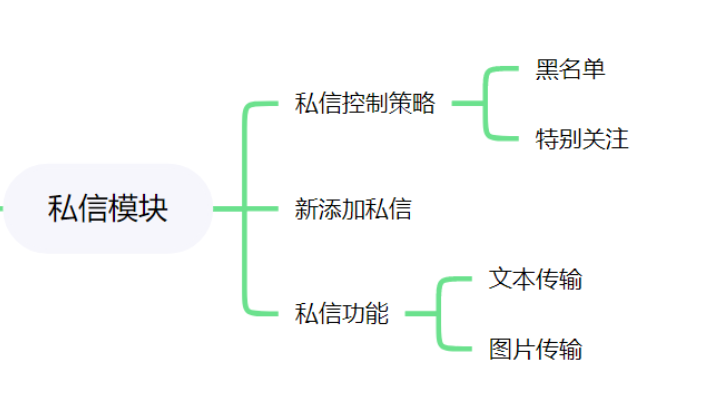 私信模块
私信控制策略
黑名单
特别关注
新添加私信
私信功能
文本传输
图片传输